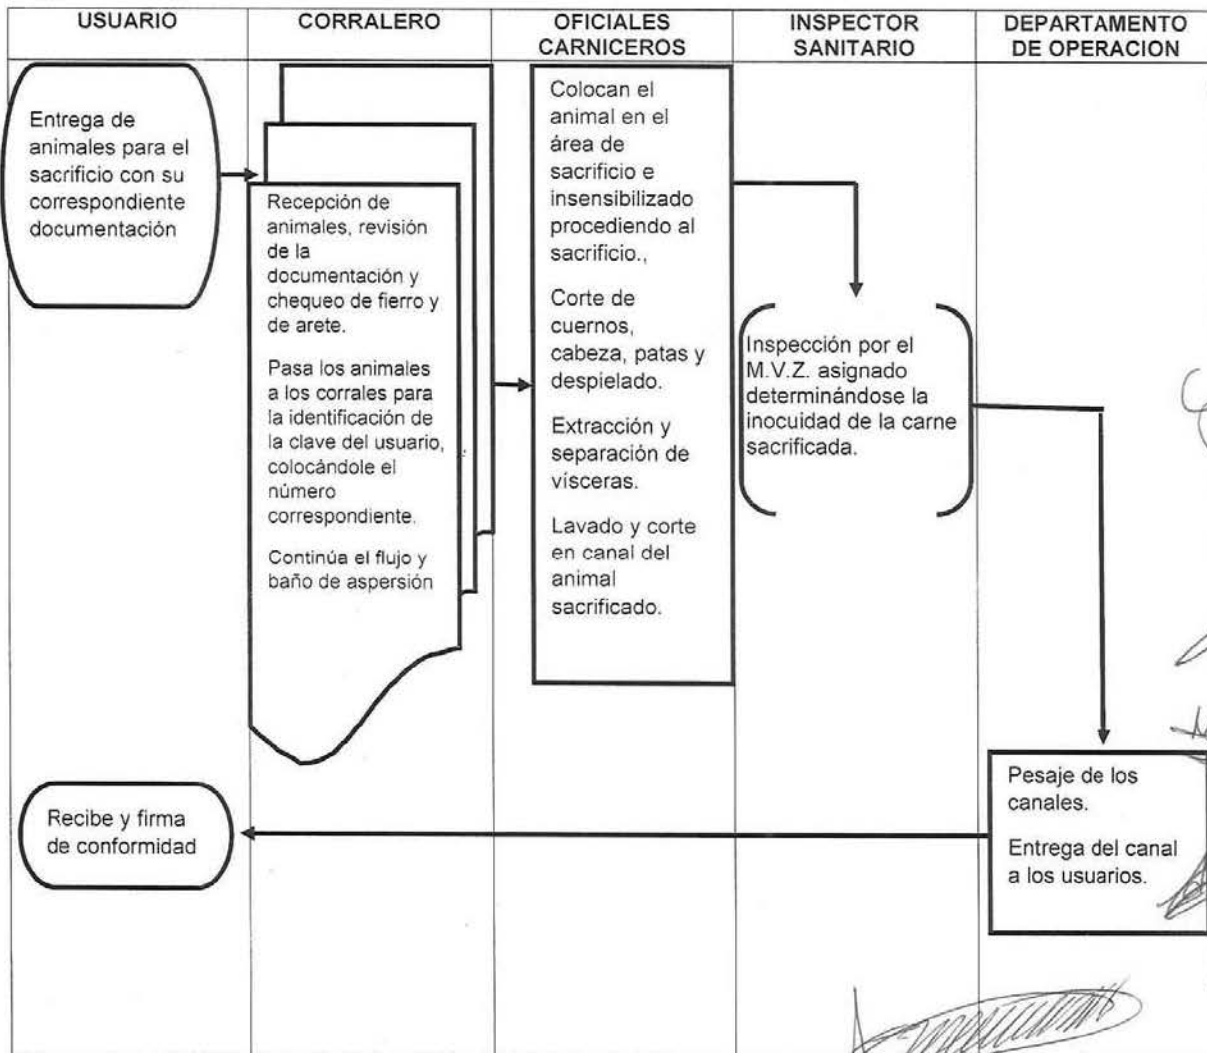 USUARIO
CORRALERO
OFICIALES
CARNICEROS
INSPECTOR
SANITARIO
DEPARTAMENTO
DE OPERACION
Entrega de
animales para el
sacrificio con su
correspondiente
documentación
Recepción de
animales, revisión
de la
documentación y
chequeo de fierro y
de arete.
Pasa los animales
a los corrales para
la identificación de
la clave del usuario,
colocándole el
número
correspondiente.
Continúa el flujo y
baño de aspersión
Colocan el
animal en el
área de
sacrificio e
insensibilizado
procediendo al
sacrificio.,
Corte de
cuernos,
cabeza, patas y
despielado.
Extracción y
separación de
vísceras.
Lavado y corte
en canal del
animal
sacrificado.
Inspección por el
M.V.Z. asignado
determinándose la
inocuidad de la carne
sacrificada.
Pesaje de los
canales.
Entrega del canal
a los usuarios.
Recibe y firma
de conformidad